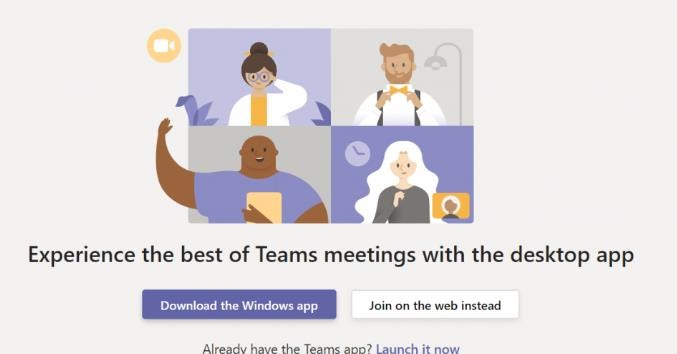 Experience the best of Teams meetings with the desktop app
Download the Windows app
Join on the web instead
Already have the Teams app? Launch it now